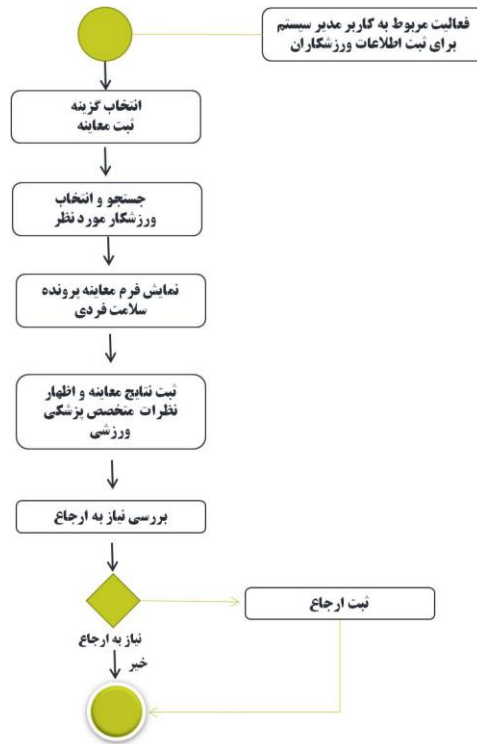 فعالیت مربوط به کاربر مدیر سیستم
برای ثبت اطلاعات ورزشکاران
انتخاب گزینه
ثبت معاینه
جستجو و انتخاب
ورزشکار مورد نظر
نمایش فرم معاینه پرونده
سلامت فردی
ثبت نتایج معاینه و اظهار
نظرات متخصص پزشکی
ورزشی
بررسی نیاز به ارجاع
ثبت ارجاع
نیاز به ارجاع
خیر